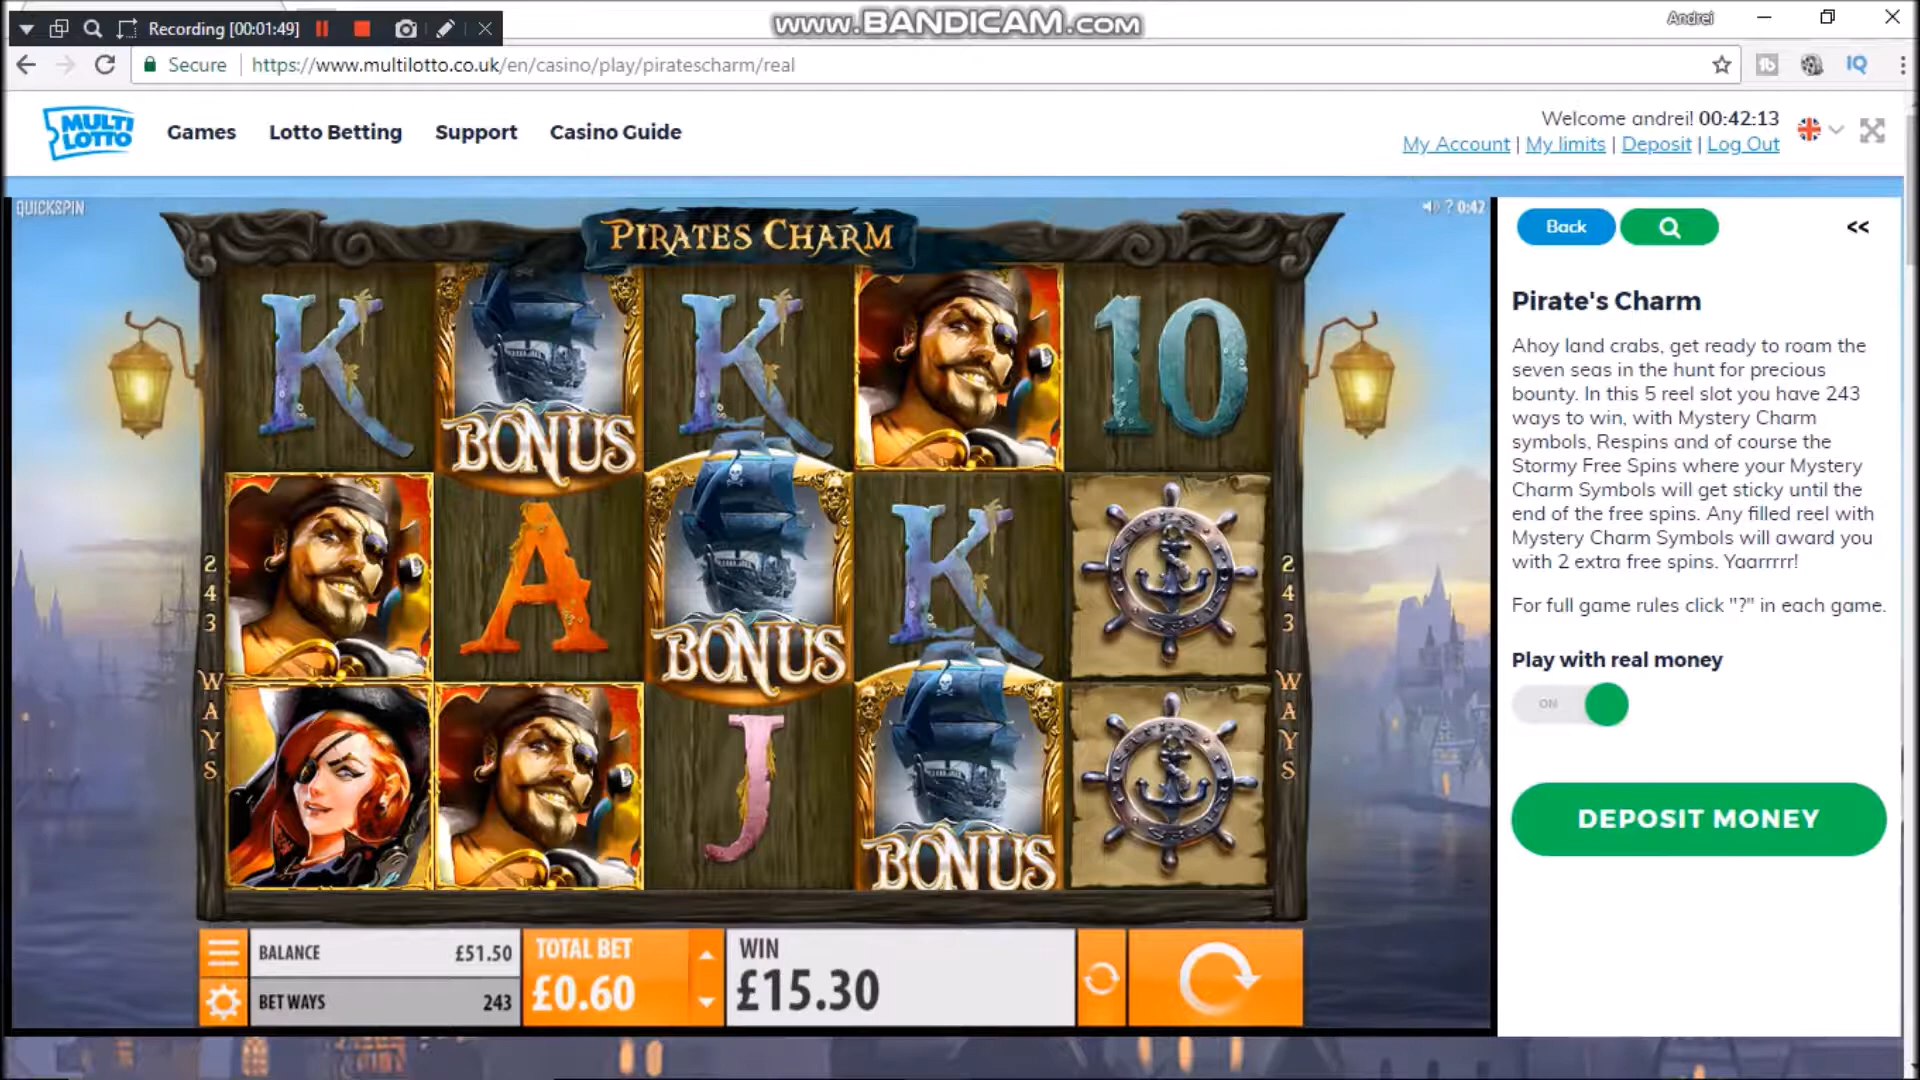 Recording [00:01:49]
www.BANDICAM.com
Andrei
Secure
https://www.multilotto.co.uk/en/casino/play/piratescharm/real
IQ
MULTI
LOTTO
Games
Lotto Betting
Support
Casino Guide
Welcome andrei! 00:42:13
My Account | My limits | Deposit | Log Out
QUICKSPIN
? 0:42
PIRATES CHARM
K
K
10
BONUS
A
K
BONUS
J
BONUS
243 WAYS
243 WAYS
BALANCE £51.50
BET WAYS 243
TOTAL BET
£0.60
WIN
£15.30
Back
<<
Pirate's Charm
Ahoy land crabs, get ready to roam the
seven seas in the hunt for precious
bounty. In this 5 reel slot you have 243
ways to win, with Mystery Charm
symbols, Respins and of course the
Stormy Free Spins where your Mystery
Charm Symbols will get sticky until the
end of the free spins. Any filled reel with
Mystery Charm Symbols will award you
with 2 extra free spins. Yaarrrrr!
For full game rules click "?" in each game.
Play with real money
ON
DEPOSIT MONEY